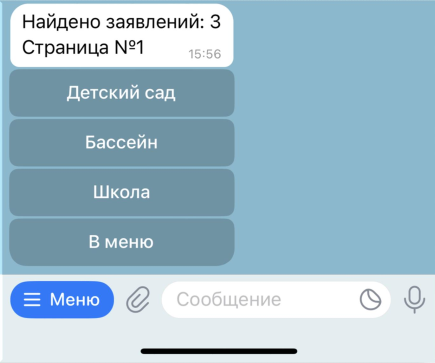 Найдено заявлений: 3
Страница №1
15:56
Детский сад
Бассейн
Школа
В меню
Меню
Сообщение